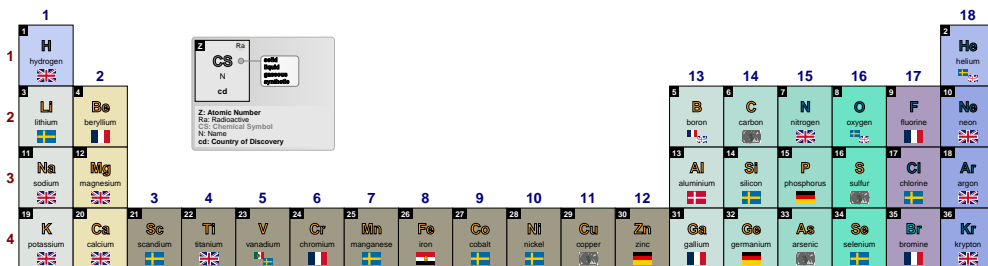 1
18
1
H
hydrogen
Z
Ra
CS
N
cd
solid
liquid
gaseous
synthetic
Z: Atomic Number
Ra: Radioactive
CS: Chemical Symbol
N: Name
cd: Country of Discovery
2
He
helium
1
2
13
14
15
16
17
3
Li
lithium
4
Be
beryllium
5
B
boron
6
C
carbon
7
N
nitrogen
8
O
oxygen
9
F
fluorine
10
Ne
neon
2
11
Na
sodium
12
Mg
magnesium
13
Al
aluminium
14
Si
silicon
15
P
phosphorus
16
S
sulfur
17
Cl
chlorine
18
Ar
argon
3
3
4
5
6
7
8
9
10
11
12
19
K
potassium
20
Ca
calcium
21
Sc
scandium
22
Ti
titanium
23
V
vanadium
24
Cr
chromium
25
Mn
manganese
26
Fe
iron
27
Co
cobalt
28
Ni
nickel
29
Cu
copper
30
Zn
zinc
31
Ga
gallium
32
Ge
germanium
33
As
arsenic
34
Se
selenium
35
Br
bromine
36
Kr
krypton
4